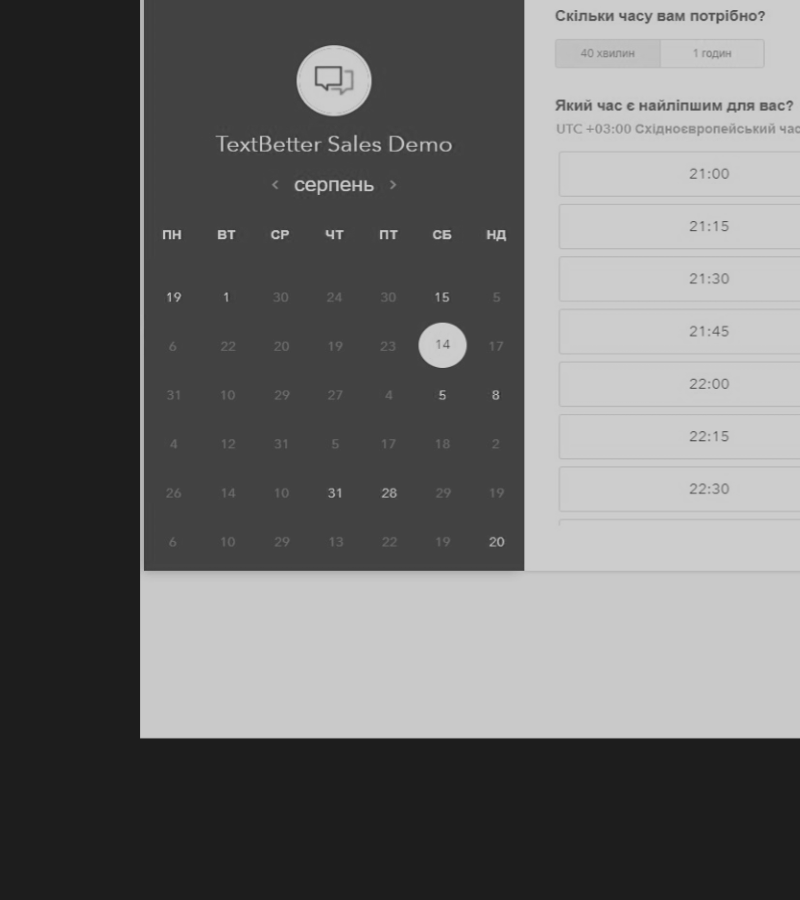 TextBetter Sales Demo
серпень
ПН ВТ СР ЧТ ПТ СБ НД
19 1 30 24 30 15 5
6 22 20 19 23 14 17
31 10 29 27 4 5 8
4 12 31 5 17 18 2
26 14 10 31 28 29 19
6 10 29 13 22 19 20
Скільки часу вам потрібно?
40 хвилин 1 годин
Який час є найліпшим для вас?
UTC +03:00 Східноєвропейський час
21:00
21:15
21:30
21:45
22:00
22:15
22:30